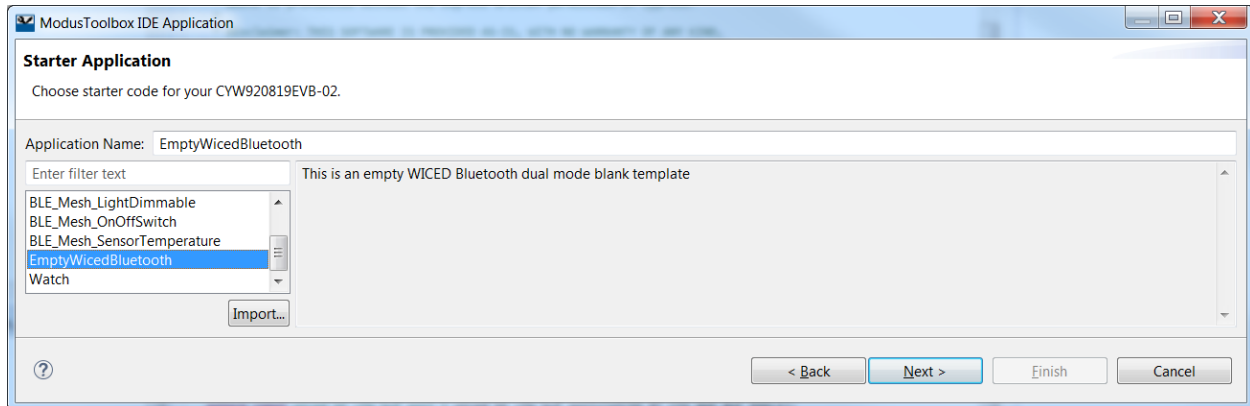 ModusToolbox IDE Application
Starter Application
Choose starter code for your CYW920819EVB-02.
Application Name: EmptyWicedBluetooth
Enter filter text
This is an empty WICED Bluetooth dual mode blank template
BLE_Mesh_LightDimmable
BLE_Mesh_OnOffSwitch
BLE_Mesh_SensorTemperature
EmptyWicedBluetooth
Watch
Import...
?
< Back Next > Finish Cancel